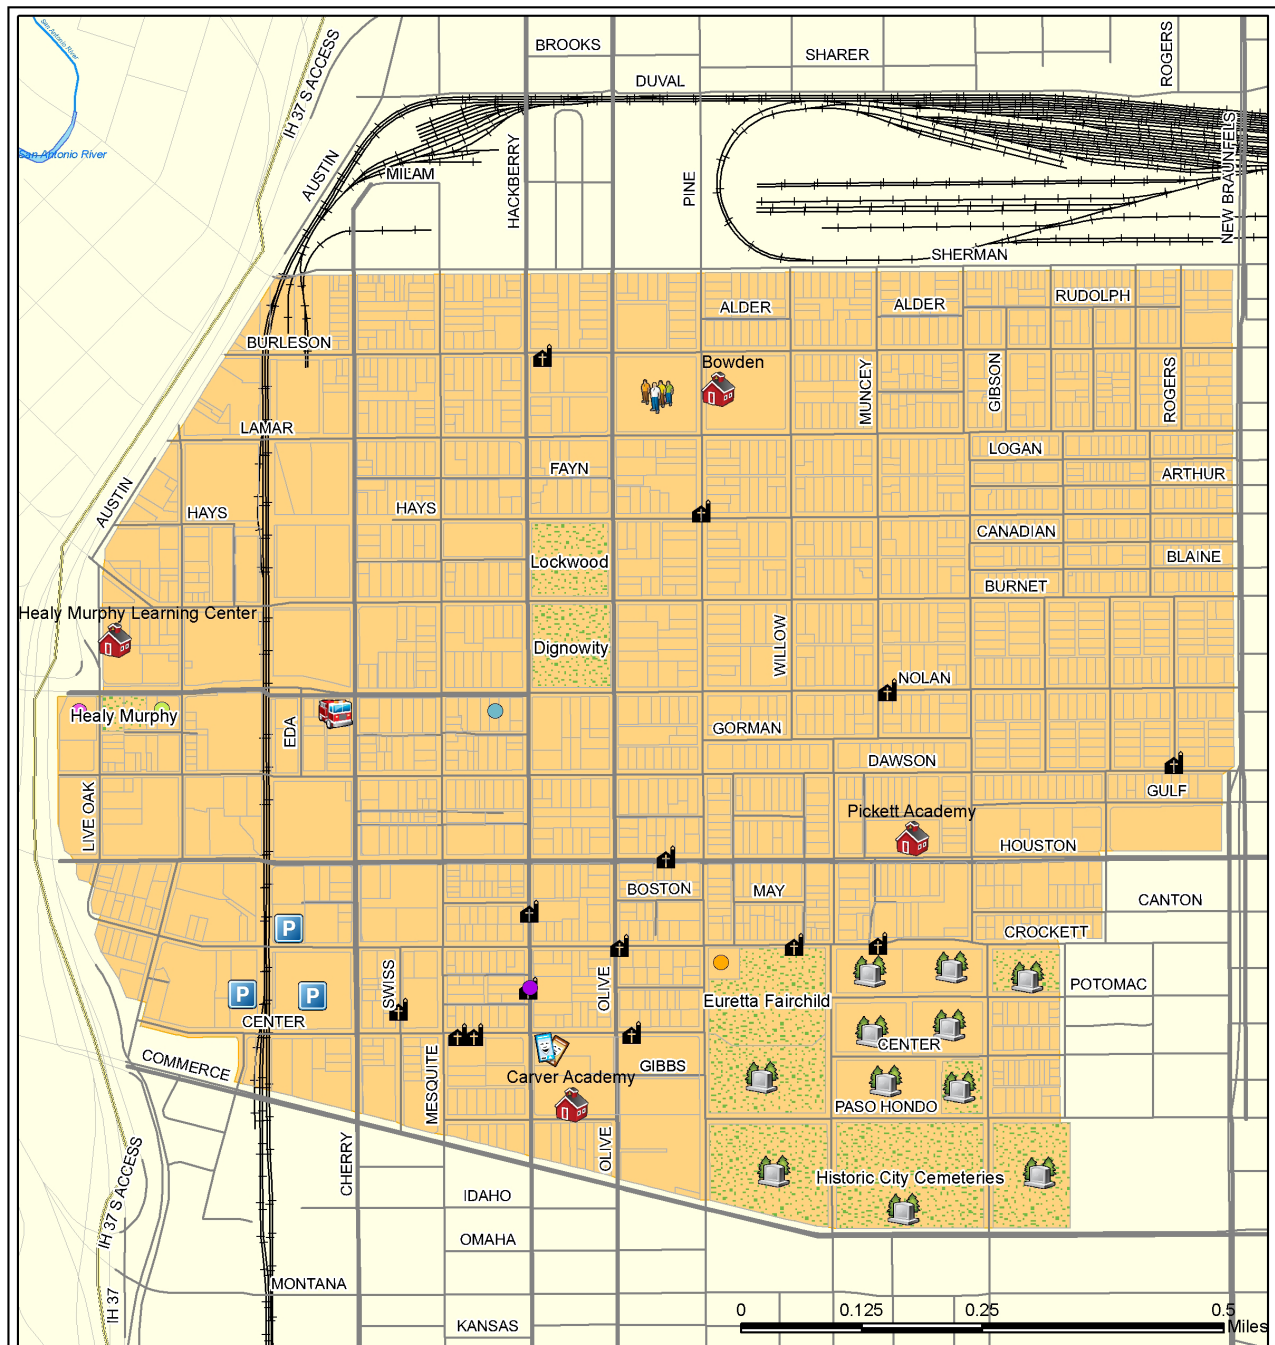 San Antonio River
IH 37 S ACCESS
BROOKS
SHARER
ROGERS
DUVAL
San Antonio River
AUSTIN
MILAM
HACKBERRY
PINE
NEW BRAUNFELS
SHERMAN
ALDER
ALDER
RUDOLPH
BURLESON
Bowden
MUNCEY
GIBSON
ROGERS
LAMAR
LOGAN
FAYN
ARTHUR
AUSTIN
HAYS
HAYS
CANADIAN
Lockwood
BLAINE
BURNET
Healy Murphy Learning Center
Dignowity
WILLOW
NOLAN
Healy Murphy
EDA
GORMAN
DAWSON
LIVE OAK
GULF
Pickett Academy
HOUSTON
BOSTON
MAY
CANTON
P
CROCKETT
SWISS
OLIVE
POTOMAC
P
P
Euretta Fairchild
CENTER
CENTER
COMMERCE
MESQUITE
GIBBS
Carver Academy
PASO HONDO
CHERRY
OLIVE
IH 37 S ACCESS
Historic City Cemeteries
IDAHO
OMAHA
MONTANA
IH 37
KANSAS
0 0.125 0.25 0.5
Miles